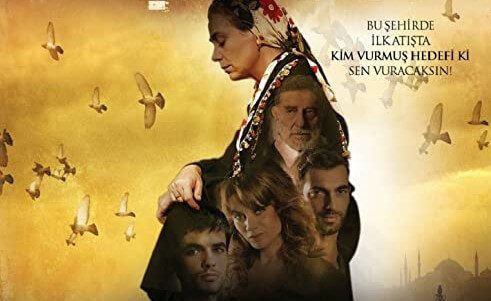 BU ŞEHİRDE
İLK ATIŞTA
KİM VURMUŞ HEDEFİ Kİ
SEN VURACAKSIN!